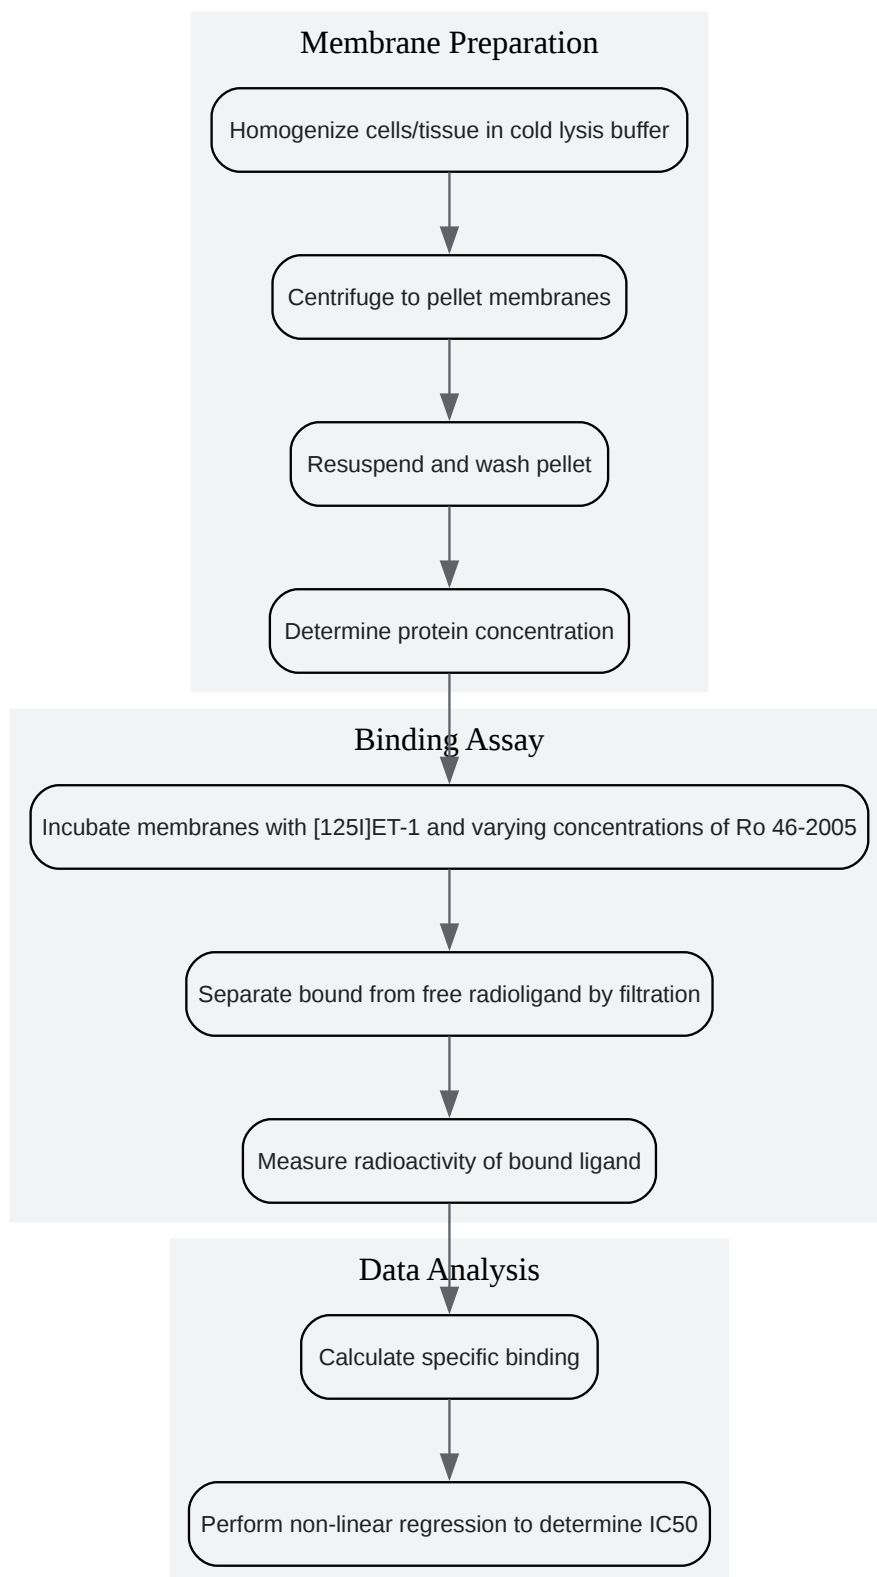 Membrane Preparation
Homogenize cells/tissue in cold lysis buffer
Centrifuge to pellet membranes
Resuspend and wash pellet
Determine protein concentration
Binding Assay
Incubate membranes with [125I]ET-1 and varying concentrations of Ro 46-2005
Separate bound from free radioligand by filtration
Measure radioactivity of bound ligand
Data Analysis
Calculate specific binding
Perform non-linear regression to determine IC50